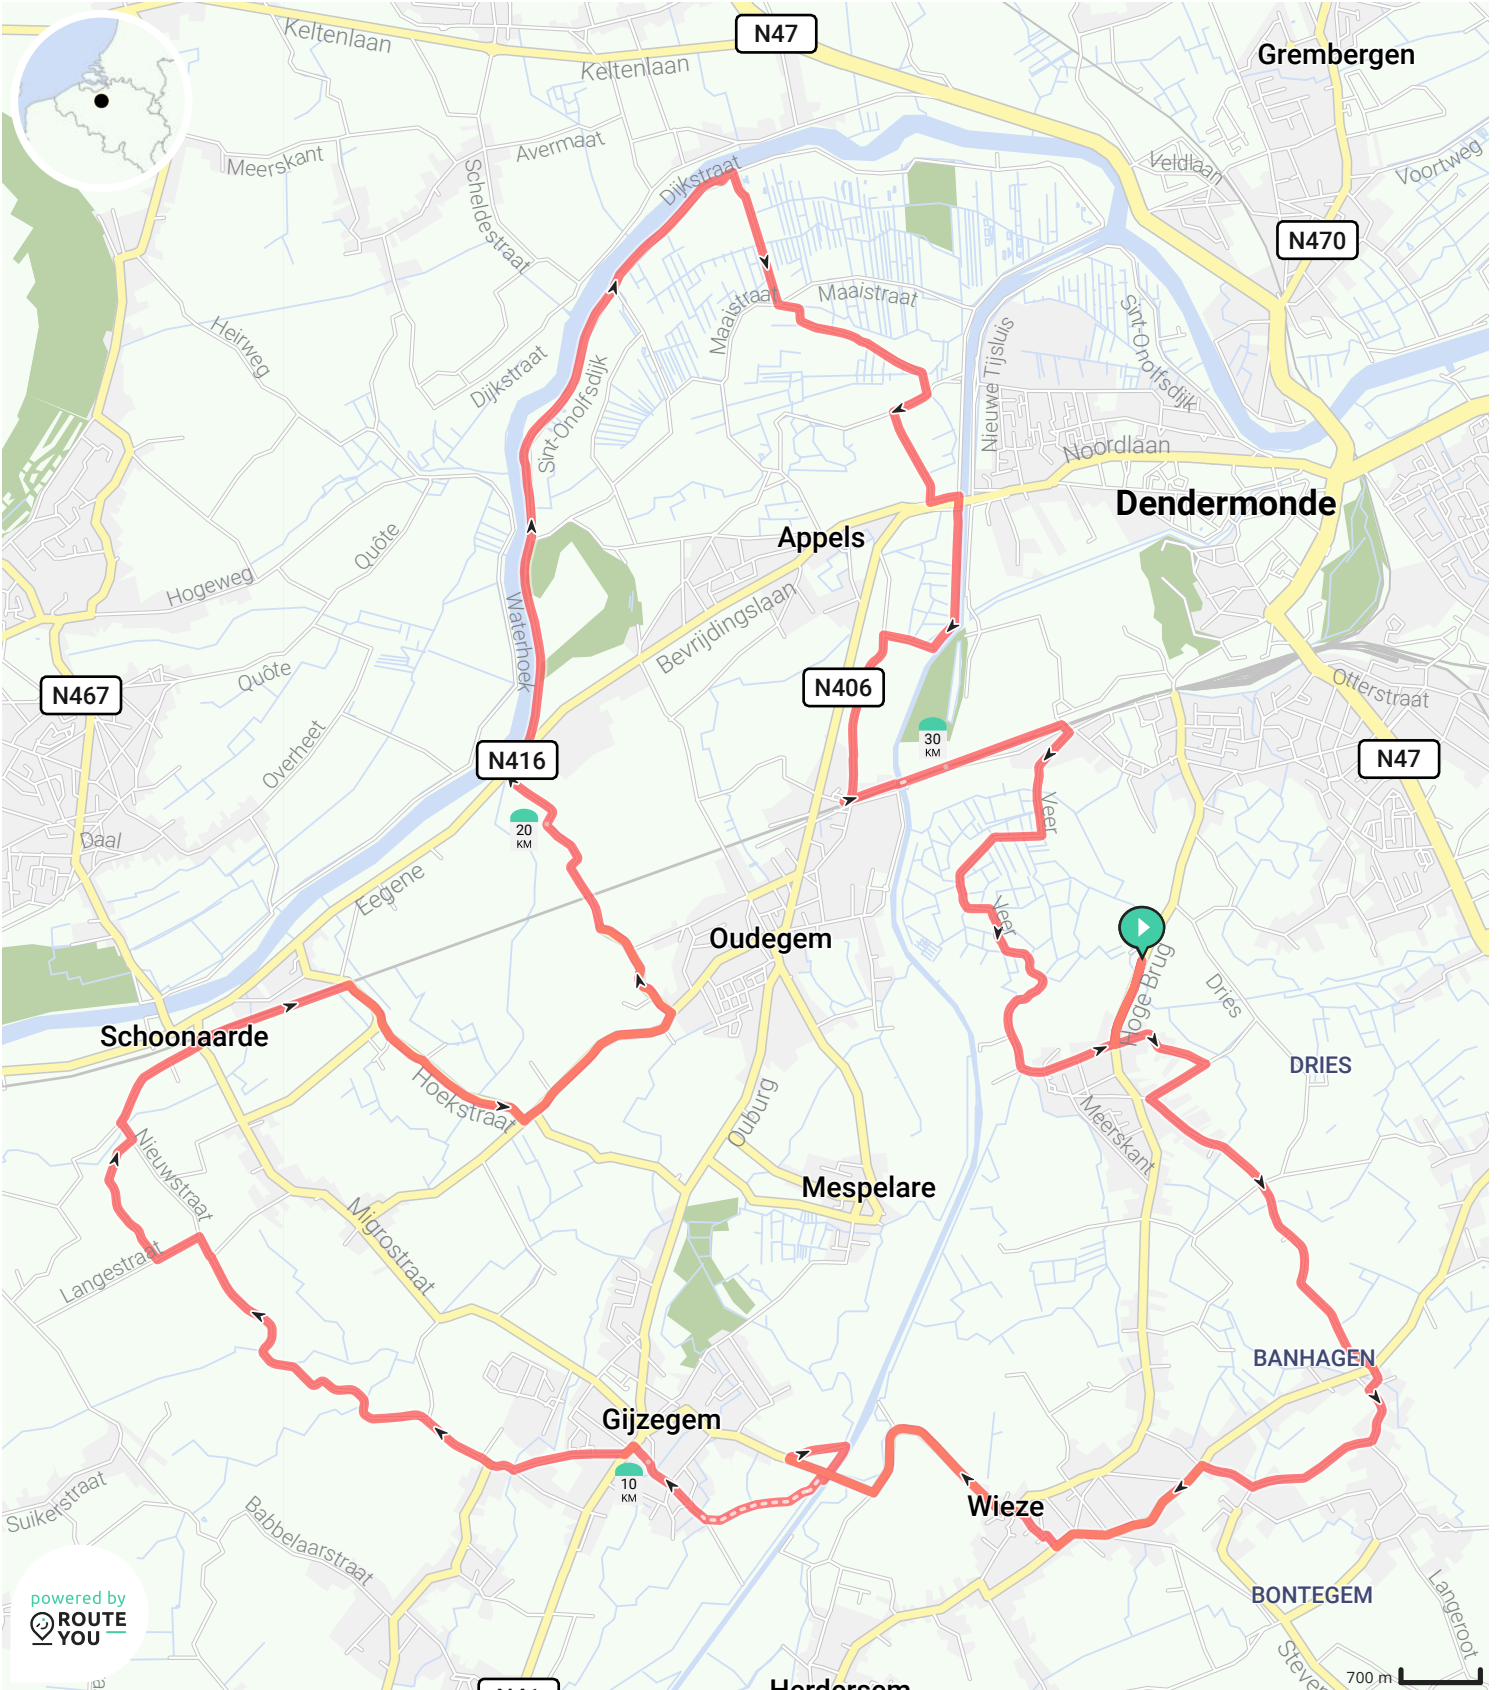 Keltenlaan
N47
Grembergen
Keltenlaan
Meerskant
Avermaat
Veldlaan
Voortweg
Scheldestraat
Dijkstraat
N470
Heirweg
Maaistraat
Maaistraat
Sint-Onolfsdijk
Dijkstraat
Sint-Onolfsdijk
Nieuwe Tijsluis
Noordlaan
Dendermonde
Appels
Quôte
Hogeweg
Waterhoek
Bevrijdingslaan
N467
Quôte
N406
Otterstraat
Overheet
N416
30
KM
N47
20
KM
Veer
Daal
Eegene
Oudegem
Veer
Hoge Brug
Dries
Schoonaarde
DRIES
Hoekstraat
Ouburg
Meerskant
Nieuwstraat
Mespelare
Migrostraat
Langestraat
BANHAGEN
Gijzegem
10
KM
Wieze
Suikerstraat
Babbelaarstraat
BONTEGEM
Langeroot
powered by
ROUTE
YOU
700 m